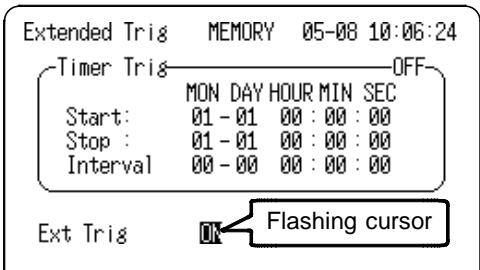 Extended Trig MEMORY 05-08 10:06:24
Timer Trig OFF
MON DAY HOUR MIN SEC
Start: 01-01 00:00:00
Stop : 01-01 00:00:00
Interval 00-00 00:00:00
Ext Trig ON Flashing cursor